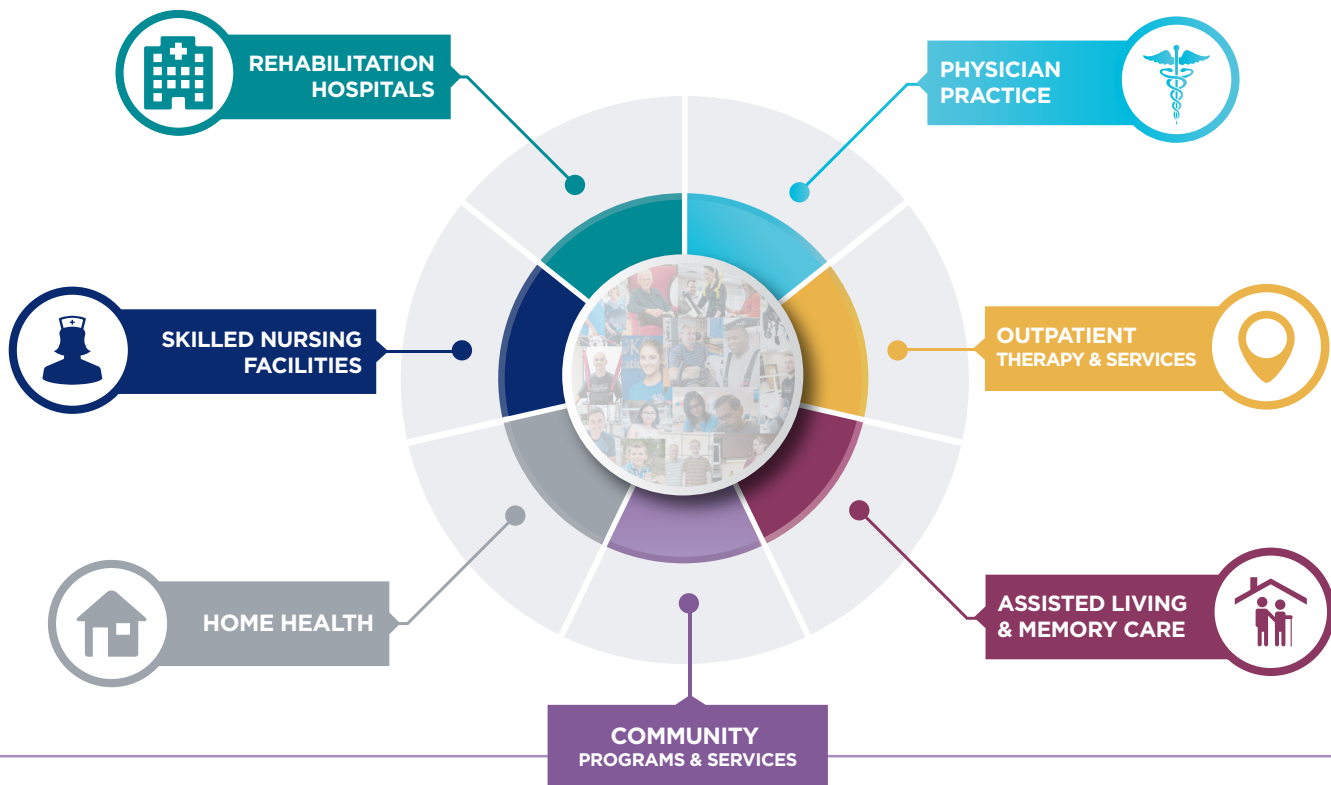 REHABILITATION
HOSPITALS
PHYSICIAN
PRACTICE
SKILLED NURSING
FACILITIES
OUTPATIENT
THERAPY & SERVICES
HOME HEALTH
ASSISTED LIVING
& MEMORY CARE
COMMUNITY
PROGRAMS & SERVICES